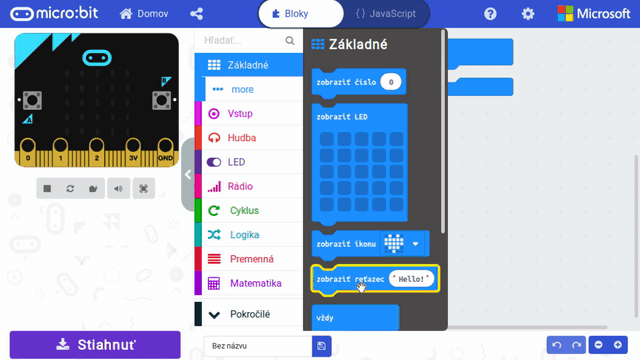 micro:bit
Domov
Bloky
JavaScript
Microsoft
Hľadať...
Základné
more
Vstup
Hudba
LED
Rádio
Cyklus
Logika
Premenná
Matematika
Pokročilé
Základné
zobraziť číslo 0
zobraziť LED
zobraziť ikonu
zobraziť reťazec "Hello!"
vždy
B
A
0 1 2 3V GND
Stiahnuť
Bez názvu